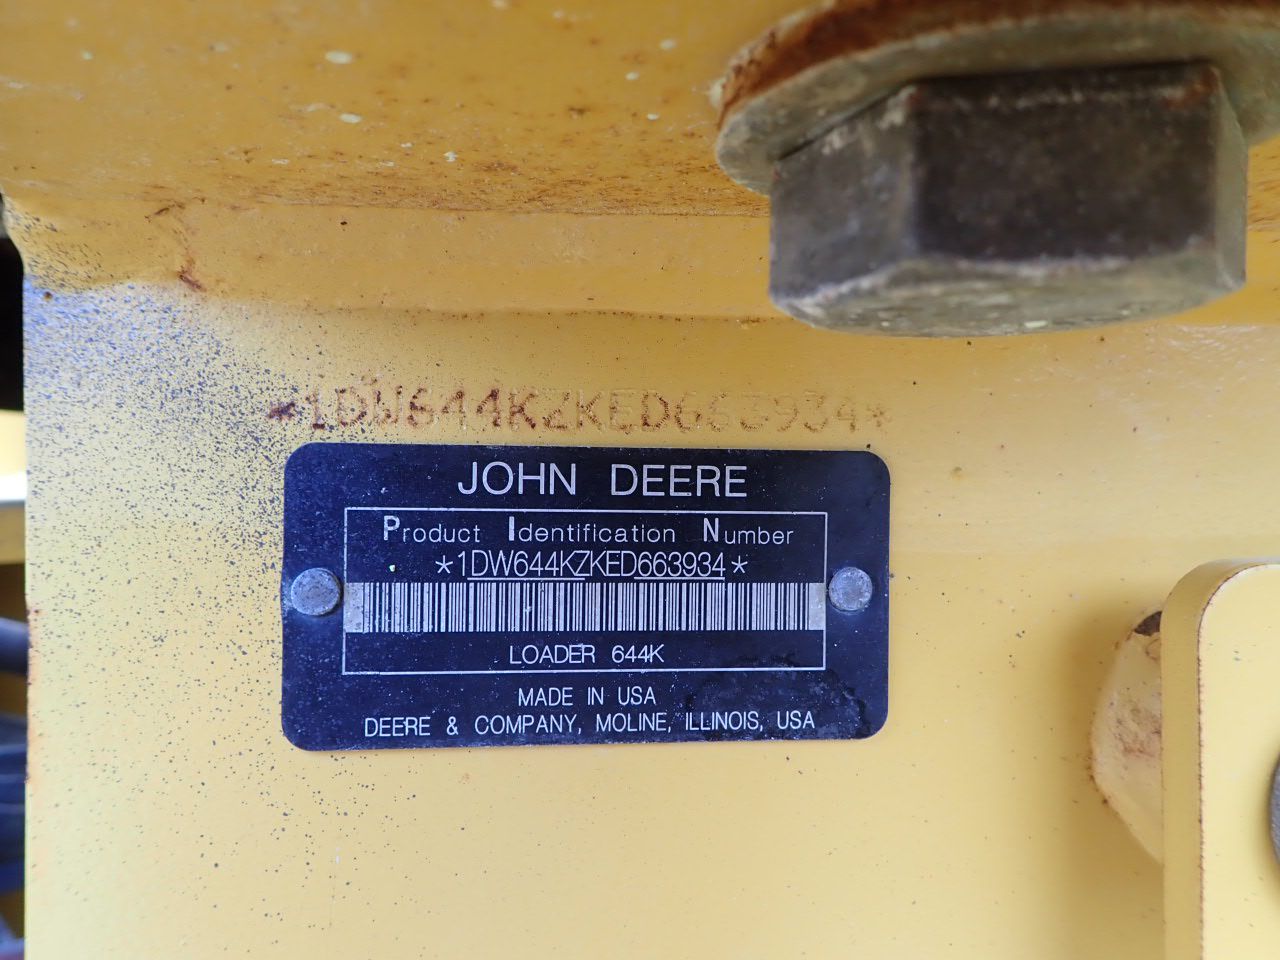 *1DW644KZKED663934*
JOHN DEERE
Product Identification Number
*1DW644KZKED663934*
LOADER 644K
MADE IN USA
DEERE & COMPANY, MOLINE, ILLINOIS, USA